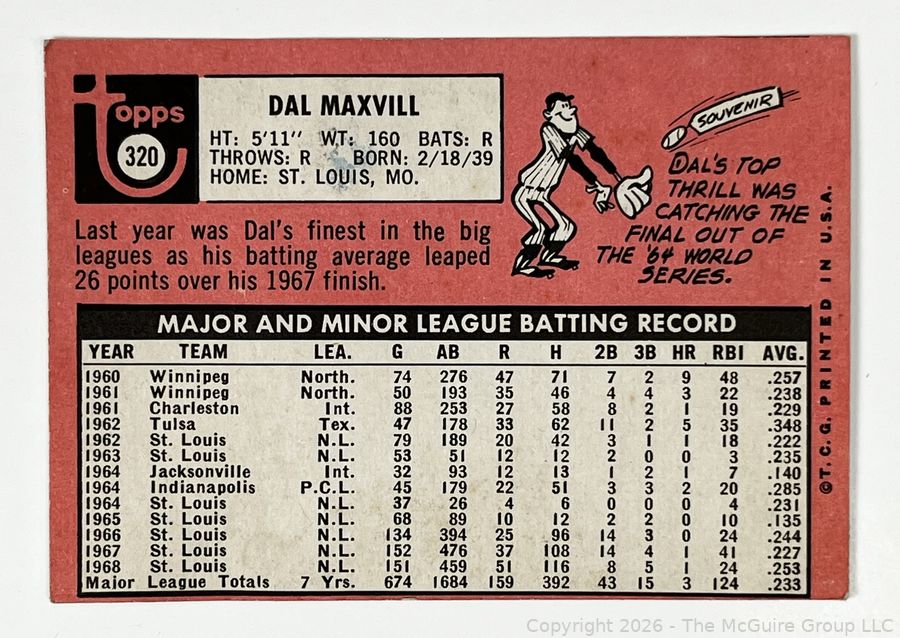 Topps
320
DAL MAXVILL
HT: 5'11" WT: 160 BATS: R
THROWS: R BORN: 2/18/39
HOME: ST. LOUIS, MO.
Last year was Dal's finest in the big
leagues as his batting average leaped
26 points over his 1967 finish.
SOUVENIR
DAL'S TOP
THRILL WAS
CATCHING THE
FINAL OUT OF
THE '64 WORLD
SERIES.
MAJOR AND MINOR LEAGUE BATTING RECORD
YEAR TEAM LEA. G AB R H 2B 3B HR RBI AVG.
1960 Winnipeg North. 74 276 47 71 7 2 9 48 .257
1961 Winnipeg North. 50 193 35 46 4 4 3 22 .238
1961 Charleston Int. 88 253 27 58 8 2 1 19 .229
1962 Tulsa Tex. 47 178 33 62 11 2 5 35 .348
1962 St. Louis N.L. 79 189 20 42 3 1 1 18 .222
1963 St. Louis N.L. 53 51 12 12 2 0 0 3 .235
1964 Jacksonville Int. 32 93 12 13 1 2 1 7 .140
1964 Indianapolis P.C.L. 45 179 22 51 3 3 2 20 .285
1964 St. Louis N.L. 37 26 4 6 0 0 0 4 .231
1965 St. Louis N.L. 68 89 10 12 2 2 0 10 .135
1966 St. Louis N.L. 134 394 25 96 14 3 0 24 .244
1967 St. Louis N.L. 152 476 37 108 14 4 1 41 .227
1968 St. Louis N.L. 151 459 51 116 8 5 1 24 .253
Major League Totals 7 Yrs. 674 1684 159 392 43 15 3 124 .233
©T.C.G. PRINTED IN U.S.A.
Copyright 2026 - The McGuire Group LLC